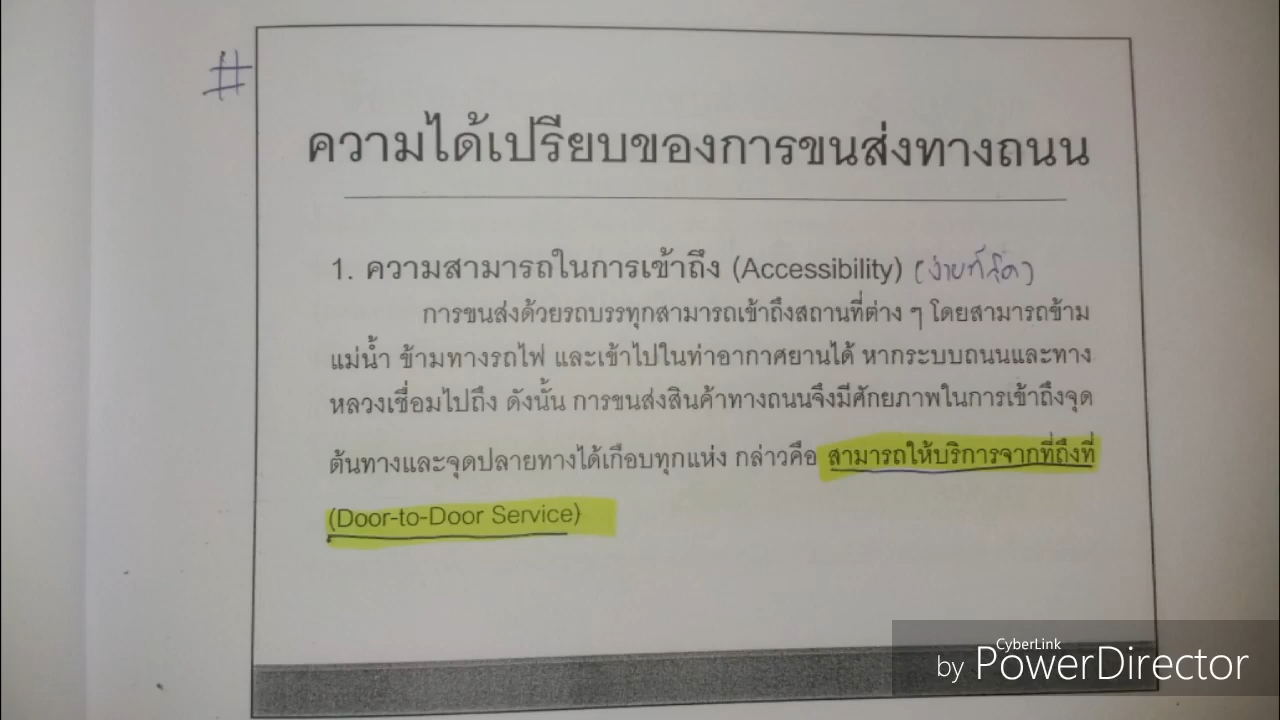 #
ความได้เปรียบของการขนส่งทางถนน
1. ความสามารถในการเข้าถึง (Accessibility) (ง่ายที่สุด)
การขนส่งด้วยรถบรรทุกสามารถเข้าถึงสถานที่ต่าง ๆ โดยสามารถข้าม
แม่น้ำ ข้ามทางรถไฟ และเข้าไปในท่าอากาศยานได้ หากระบบถนนและทาง
หลวงเชื่อมไปถึง ดังนั้น การขนส่งสินค้าทางถนนจึงมีศักยภาพในการเข้าถึงจุด
ต้นทางและจุดปลายทางได้เกือบทุกแห่ง กล่าวคือ สามารถให้บริการจากที่ถึงที่
(Door-to-Door Service)
CyberLink
by PowerDirector